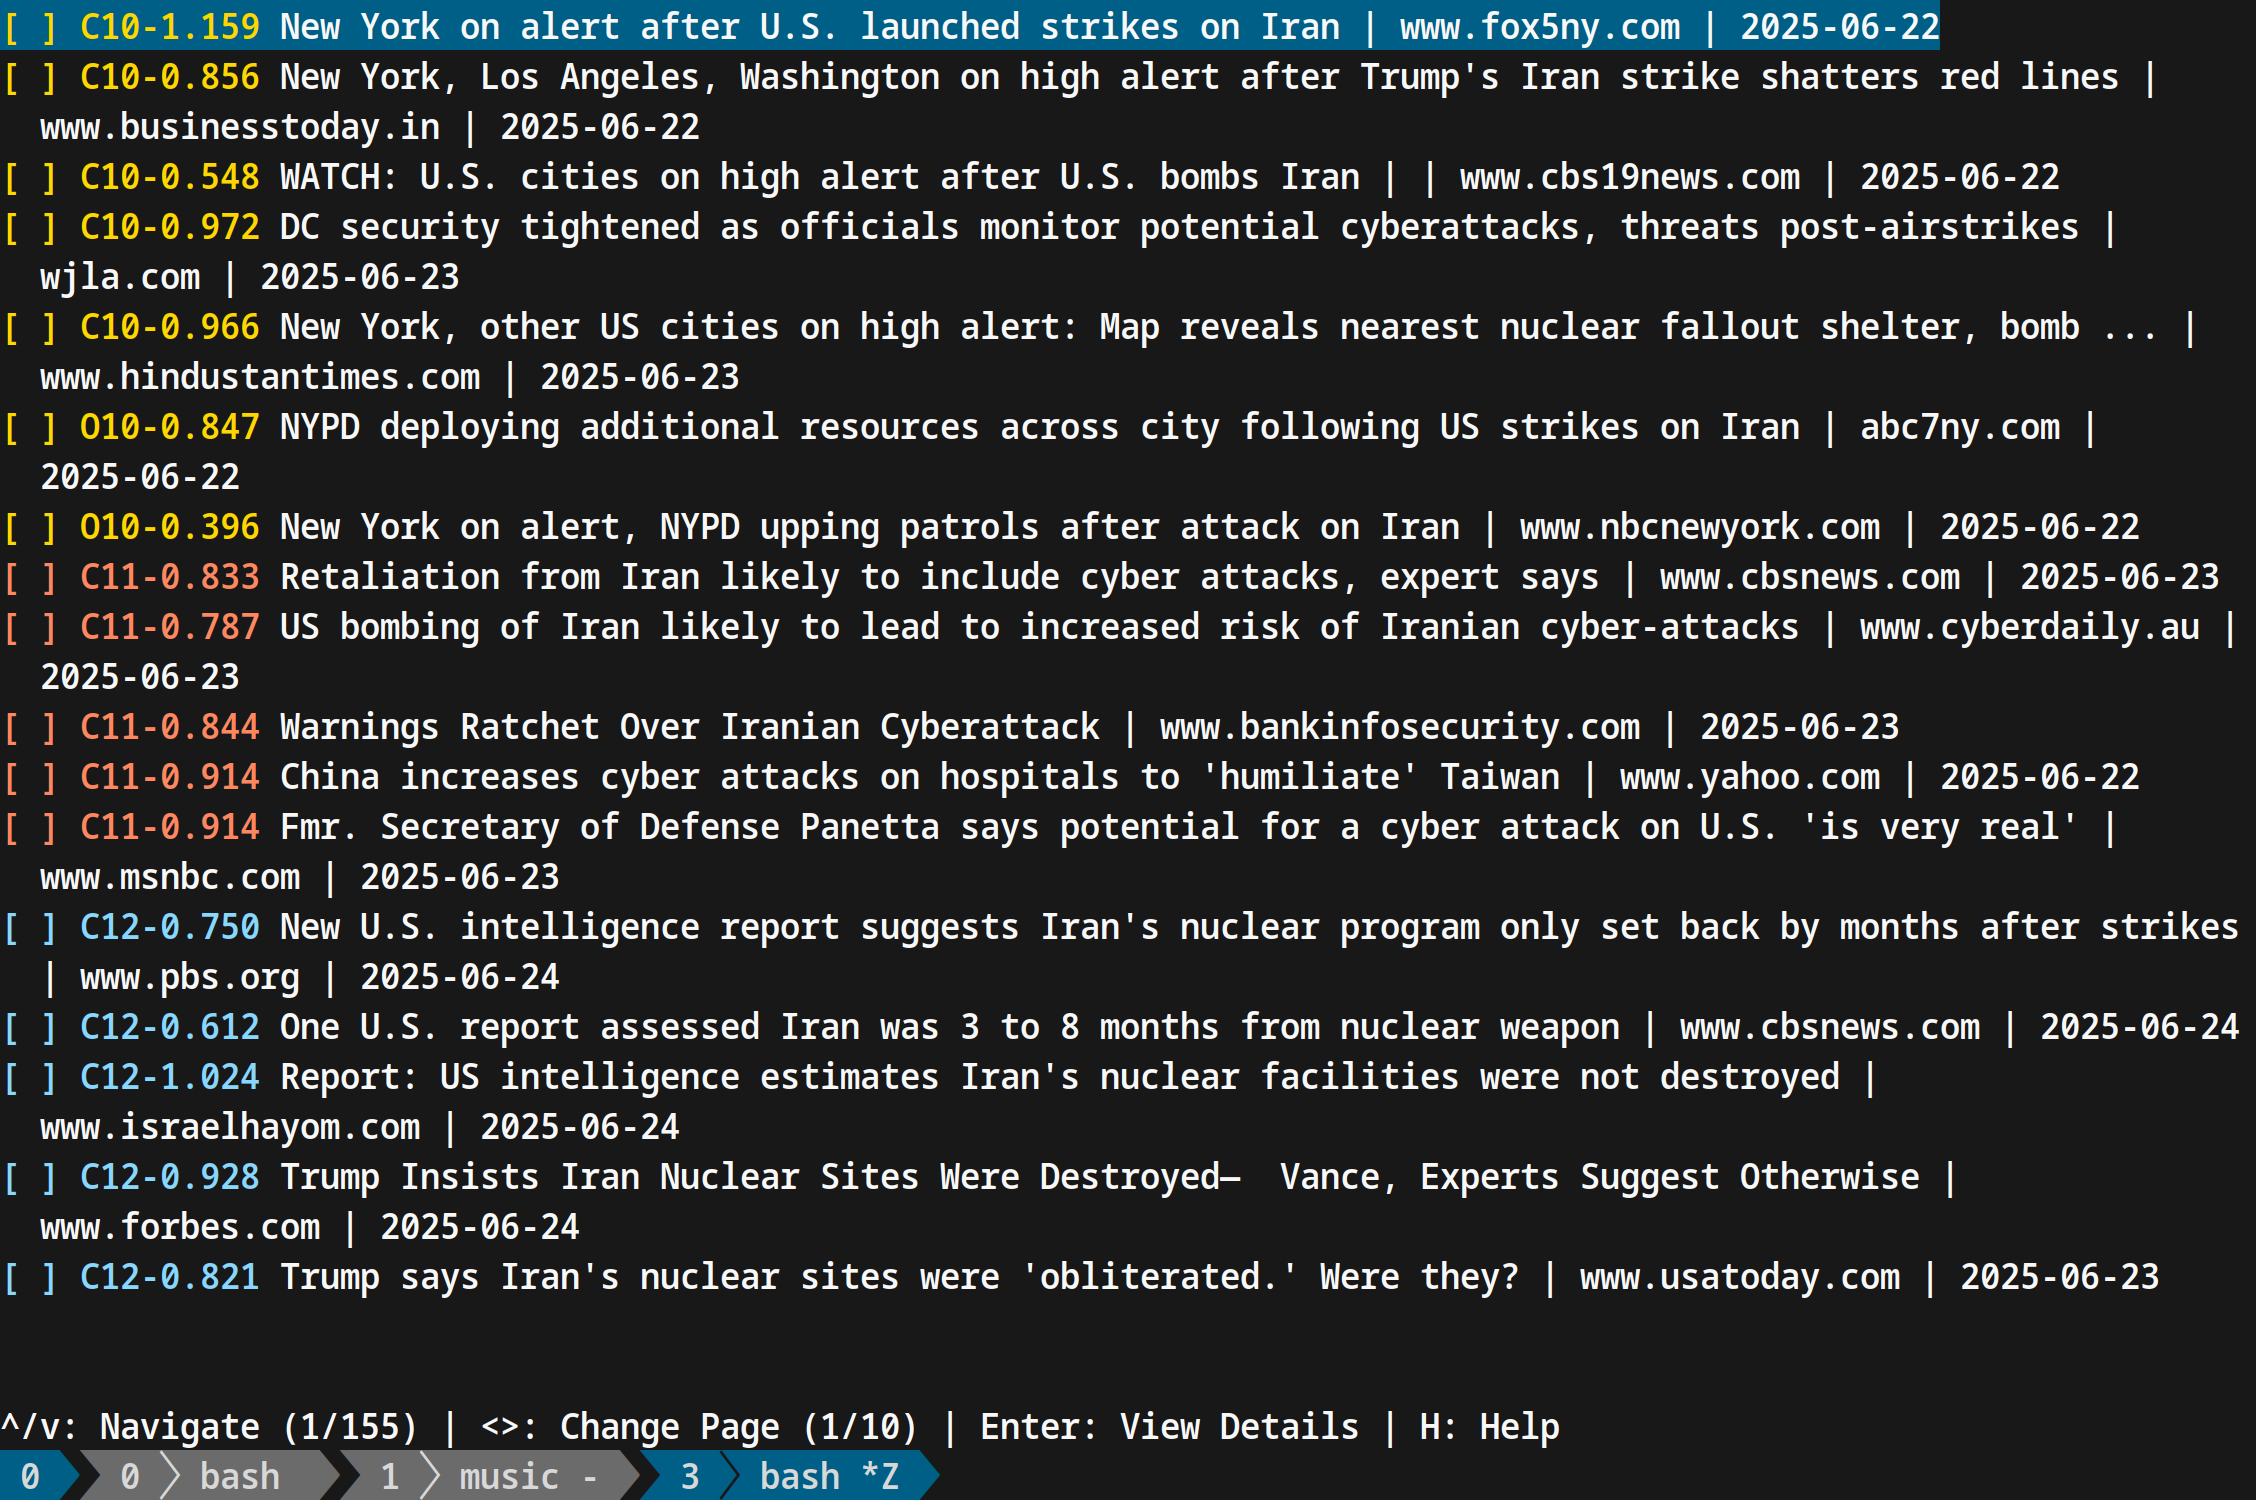 [ ] C10-1.159 New York on alert after U.S. launched strikes on Iran | www.fox5ny.com | 2025-06-22
[ ] C10-0.856 New York, Los Angeles, Washington on high alert after Trump's Iran strike shatters red lines |
www.businesstoday.in | 2025-06-22
[ ] C10-0.548 WATCH: U.S. cities on high alert after U.S. bombs Iran | | www.cbs19news.com | 2025-06-22
[ ] C10-0.972 DC security tightened as officials monitor potential cyberattacks, threats post-airstrikes |
wjla.com | 2025-06-23
[ ] C10-0.966 New York, other US cities on high alert: Map reveals nearest nuclear fallout shelter, bomb ... |
www.hindustantimes.com | 2025-06-23
[ ] O10-0.847 NYPD deploying additional resources across city following US strikes on Iran | abc7ny.com |
2025-06-22
[ ] O10-0.396 New York on alert, NYPD upping patrols after attack on Iran | www.nbcnewyork.com | 2025-06-22
[ ] C11-0.833 Retaliation from Iran likely to include cyber attacks, expert says | www.cbsnews.com | 2025-06-23
[ ] C11-0.787 US bombing of Iran likely to lead to increased risk of Iranian cyber-attacks | www.cyberdaily.au |
2025-06-23
[ ] C11-0.844 Warnings Ratchet Over Iranian Cyberattack | www.bankinfosecurity.com | 2025-06-23
[ ] C11-0.914 China increases cyber attacks on hospitals to 'humiliate' Taiwan | www.yahoo.com | 2025-06-22
[ ] C11-0.914 Fmr. Secretary of Defense Panetta says potential for a cyber attack on U.S. 'is very real' |
www.msnbc.com | 2025-06-23
[ ] C12-0.750 New U.S. intelligence report suggests Iran's nuclear program only set back by months after strikes
| www.pbs.org | 2025-06-24
[ ] C12-0.612 One U.S. report assessed Iran was 3 to 8 months from nuclear weapon | www.cbsnews.com | 2025-06-24
[ ] C12-1.024 Report: US intelligence estimates Iran's nuclear facilities were not destroyed |
www.israelhayom.com | 2025-06-24
[ ] C12-0.928 Trump Insists Iran Nuclear Sites Were Destroyed—  Vance, Experts Suggest Otherwise |
www.forbes.com | 2025-06-24
[ ] C12-0.821 Trump says Iran's nuclear sites were 'obliterated.' Were they? | www.usatoday.com | 2025-06-23
^/v: Navigate (1/155) | <>: Change Page (1/10) | Enter: View Details | H: Help
0 0 bash 1 music - 3 bash *Z